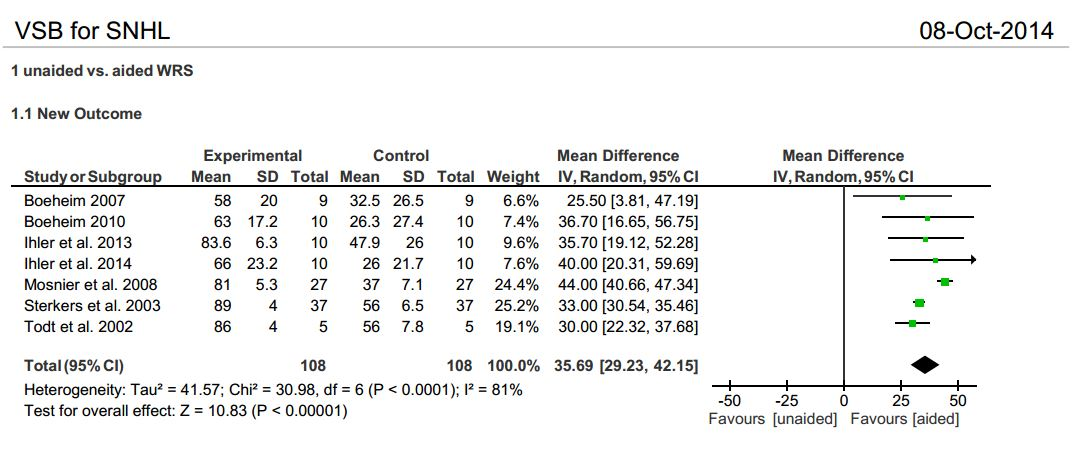 VSB for SNHL 08-Oct-2014
1 unaided vs. aided WRS
1.1 New Outcome
Experimental Control Mean Difference Mean Difference
Study or Subgroup Mean SD Total Mean SD Total Weight IV, Random, 95% CI IV, Random, 95% CI
Boeheim 2007 58 20 9 32.5 26.5 9 6.6% 25.50 [3.81, 47.19]
Boeheim 2010 63 17.2 10 26.3 27.4 10 7.4% 36.70 [16.65, 56.75]
Ihler et al. 2013 83.6 6.3 10 47.9 26 10 9.6% 35.70 [19.12, 52.28]
Ihler et al. 2014 66 23.2 10 26 21.7 10 7.6% 40.00 [20.31, 59.69]
Mosnier et al. 2008 81 5.3 27 37 7.1 27 24.4% 44.00 [40.66, 47.34]
Sterkers et al. 2003 89 4 37 56 6.5 37 25.2% 33.00 [30.54, 35.46]
Todt et al. 2002 86 4 5 56 7.8 5 19.1% 30.00 [22.32, 37.68]
Total (95% CI) 108 108 100.0% 35.69 [29.23, 42.15]
Heterogeneity: Tau² = 41.57; Chi² = 30.98, df = 6 (P < 0.0001); I² = 81%
Test for overall effect: Z = 10.83 (P < 0.00001)
-50 -25 0 25 50
Favours [unaided] Favours [aided]